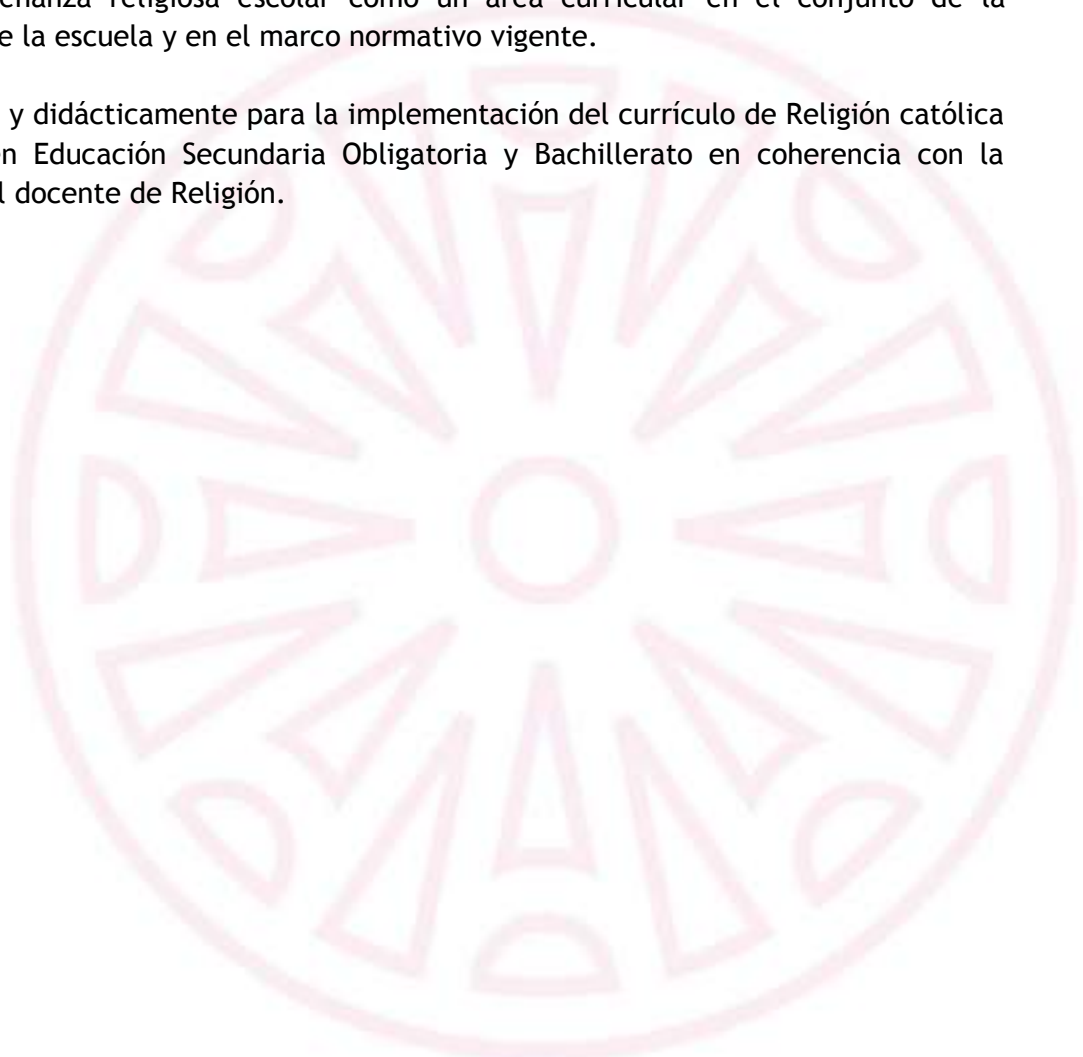 religiosa escolar como un área curricular en el conjunto de la
e la escuela y en el marco normativo vigente.
y didácticamente para la implementación del currículo de Religión católica
en Educación Secundaria Obligatoria y Bachillerato en coherencia con la
l docente de Religión.